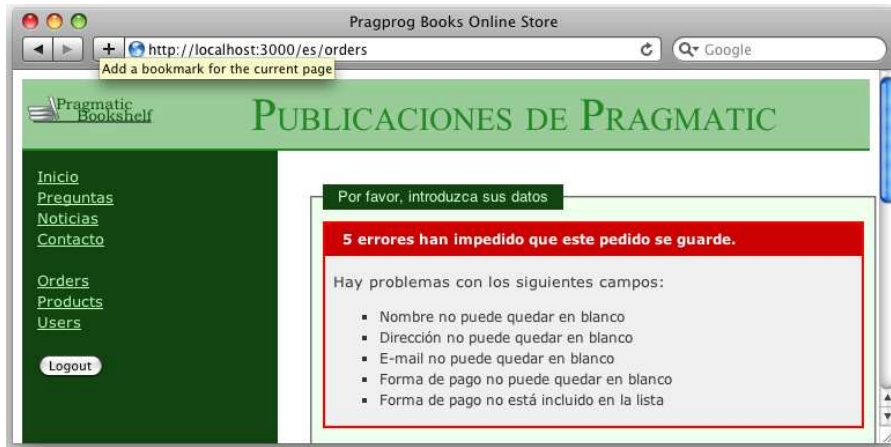 Pragprog Books Online Store
http://localhost:3000/es/orders
Google
Add a bookmark for the current page
Pragmatic
Bookshelf
PUBLICACIONES DE PRAGMATIC
Inicio
Preguntas
Noticias
Contacto
Orders
Products
Users
Logout
Por favor, introduzca sus datos
5 errores han impedido que este pedido se guarde.
Hay problemas con los siguientes campos:
Nombre no puede quedar en blanco
Dirección no puede quedar en blanco
E-mail no puede quedar en blanco
Forma de pago no puede quedar en blanco
Forma de pago no está incluido en la lista